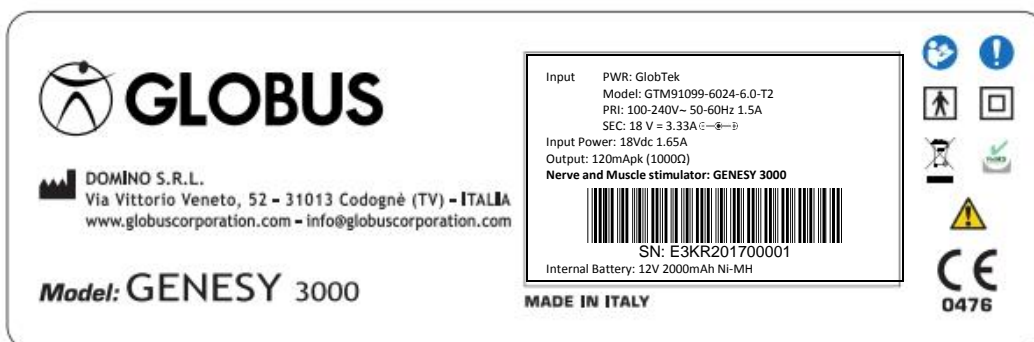 GLOBUS
DOMINO S.R.L.
Via Vittorio Veneto, 52 – 31013 Codognè (TV) – ITALIA
www.globuscorporation.com – info@globuscorporation.com
Model: GENESY 3000
Input PWR: GlobTek
Model: GTM91099-6024-6.0-T2
PRI: 100-240V~ 50-60Hz 1.5A
SEC: 18 V = 3.33A
Input Power: 18Vdc 1.65A
Output: 120mApk (1000Ω)
Nerve and Muscle stimulator: GENESY 3000
SN: E3KR201700001
Internal Battery: 12V 2000mAh Ni-MH
MADE IN ITALY
RoHS
CE
0476